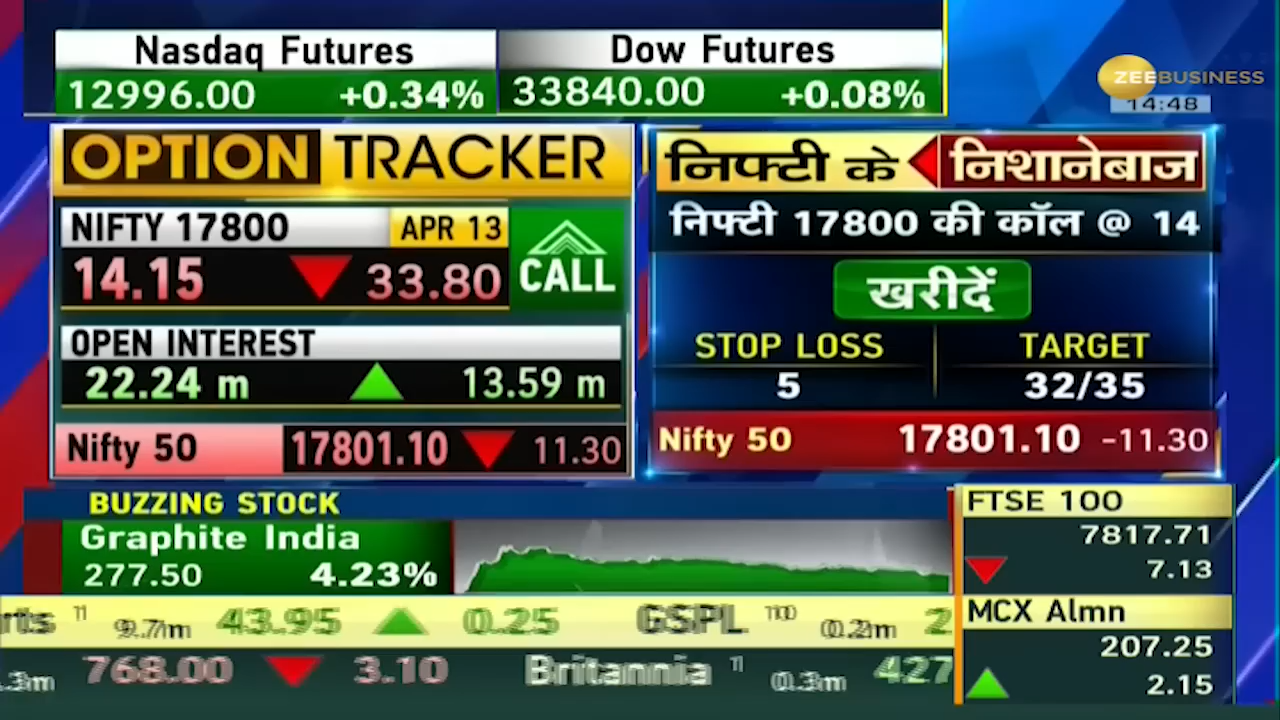 Nasdaq Futures
12996.00 +0.34%
Dow Futures
33840.00 +0.08%
ZEEBUSINESS
14:48
OPTION TRACKER
NIFTY 17800 APR 13
14.15 33.80
CALL
OPEN INTEREST
22.24 m 13.59 m
Nifty 50 17801.10 11.30
निफ्टी के निशानेबाज
निफ्टी 17800 की कॉल @ 14
खरीदें
STOP LOSS TARGET
5 32/35
Nifty 50 17801.10 -11.30
BUZZING STOCK
Graphite India
277.50 4.23%
FTSE 100
7817.71
7.13
MCX Almn
207.25
2.15
43.95 0.25 GSPL
768.00 3.10 Britannia 0.3m